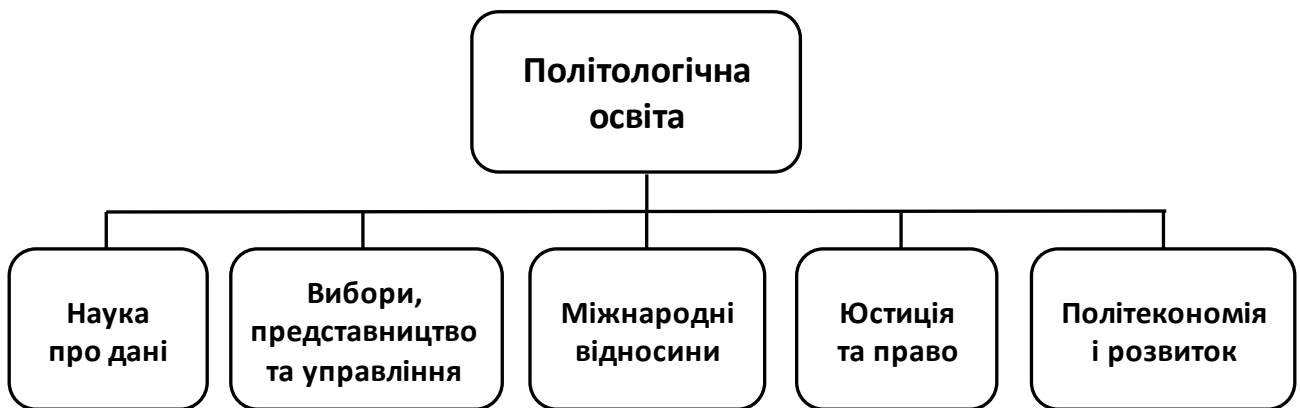 Політологічна
освіта
Наука
про дані
Вибори,
представництво
та управління
Міжнародні
відносини
Юстиція
та право
Політекономія
і розвиток